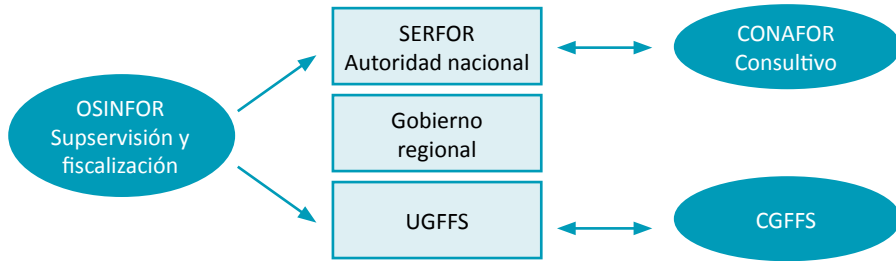 OSINFOR
Supservisión y
fiscalización
SERFOR
Autoridad nacional
Gobierno
regional
UGFFS
CONAFOR
Consultivo
CGFFS